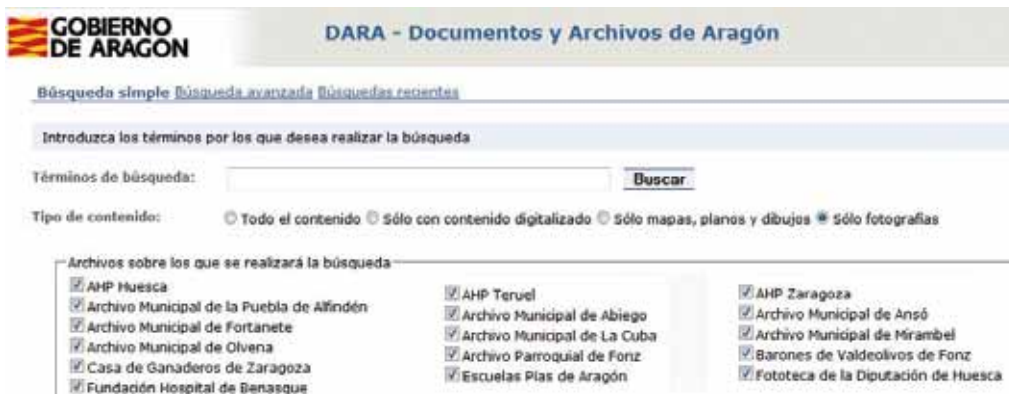 GOBIERNO
DE ARAGON
DARA - Documentos y Archivos de Aragón
Búsqueda simple Búsqueda avanzada Búsquedas recientes
Introduzca los términos por los que desea realizar la búsqueda
Términos de búsqueda:
Buscar
Tipo de contenido: Todo el contenido Sólo con contenido digitalizado Sólo mapas, planos y dibujos Sólo fotografías
Archivos sobre los que se realizará la búsqueda
AHP Huesca
Archivo Municipal de la Puebla de Alfindén
Archivo Municipal de Fortanete
Archivo Municipal de Olvena
Casa de Ganaderos de Zaragoza
Fundación Hospital de Benasque
AHP Teruel
Archivo Municipal de Abiego
Archivo Municipal de La Cuba
Archivo Parroquial de Fonz
Escuelas Pías de Aragón
AHP Zaragoza
Archivo Municipal de Ansó
Archivo Municipal de Mirambel
Barones de Valdeolivos de Fonz
Fototeca de la Diputación de Huesca